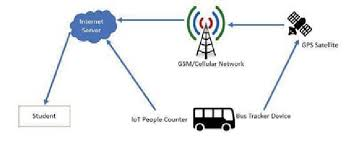 Internet
Server
GPS Satellite
GSM/Cellular Network
Student
IoT People Counter
Bus Tracker Device